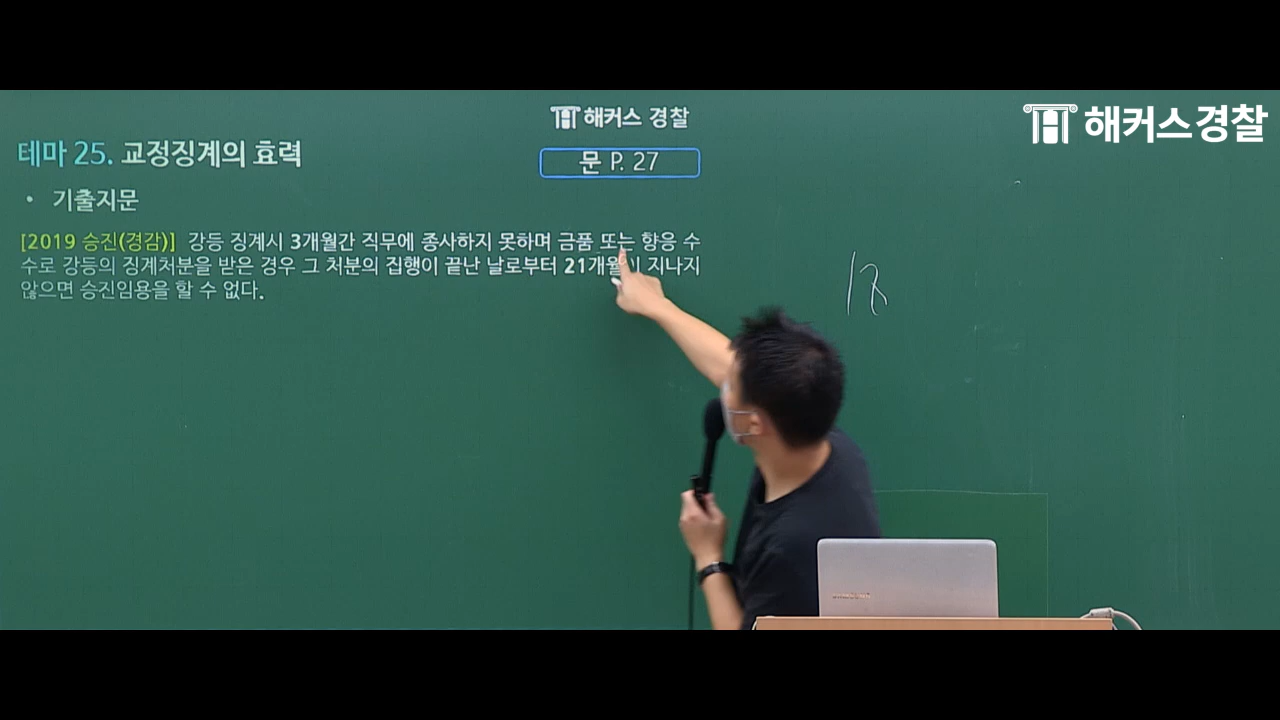 해커스 경찰
해커스경찰
테마 25. 교정징계의 효력
문 P. 27
• 기출지문
[2019 승진(경감)] 강등 징계시 3개월간 직무에 종사하지 못하며 금품 또는 향응 수
수로 강등의 징계처분을 받은 경우 그 처분의 집행이 끝난 날로부터 21개월이 지나지
않으면 승진임용을 할 수 없다.